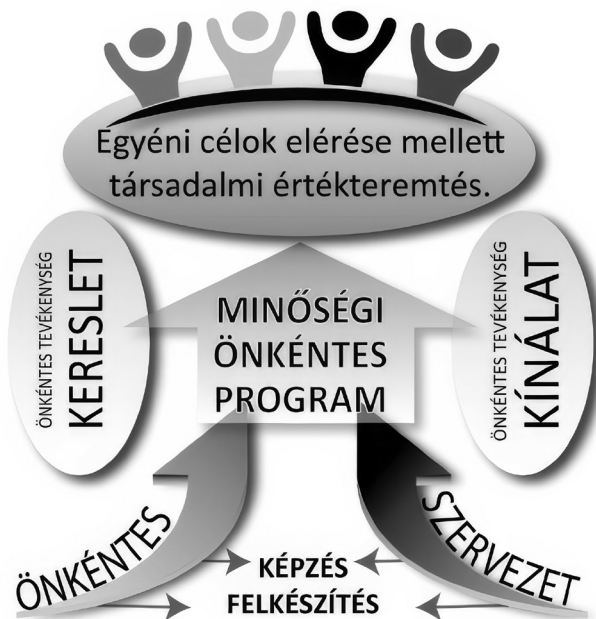 Egyéni célok elérése mellett
társadalmi értékteremtés.
ÖNKÉNTES TEVÉKENYSÉG
KERESLET
MINŐSÉGI
ÖNKÉNTES
PROGRAM
ÖNKÉNTES TEVÉKENYSÉG
KÍNÁLAT
ÖNKÉNTES
SZERVEZET
KÉPZÉS
FELKÉSZÍTÉS